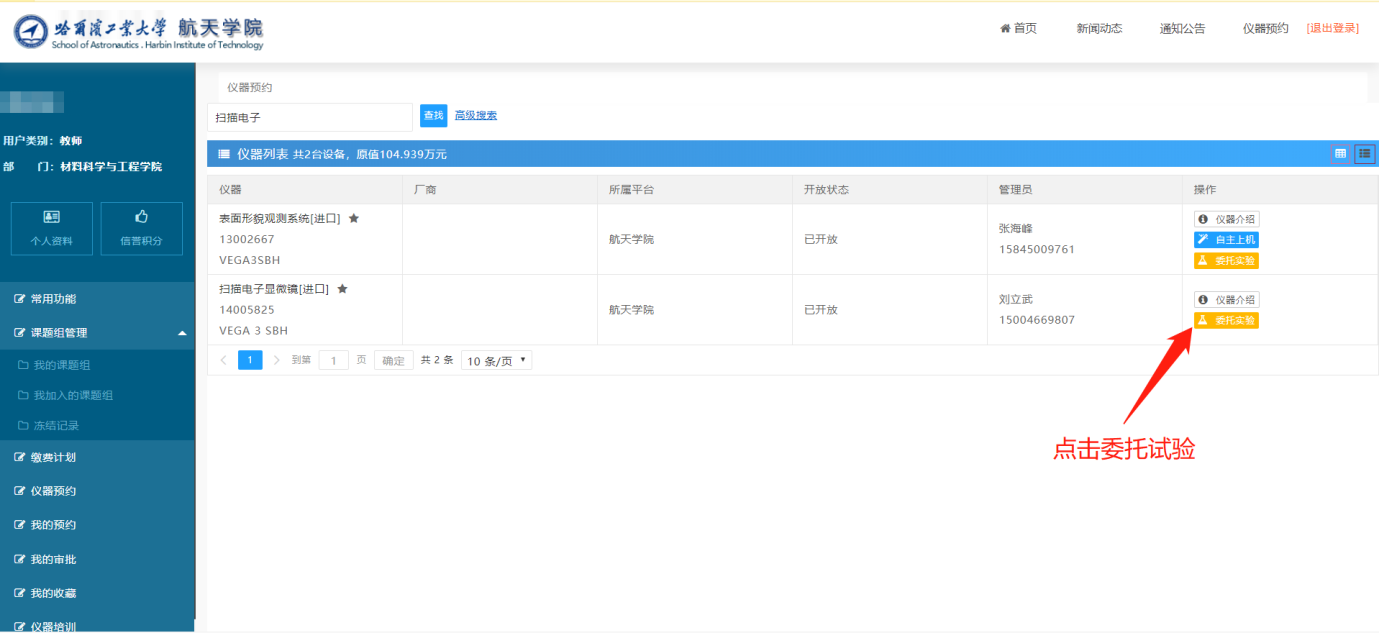 哈尔滨工业大学 航天学院
School of Astronautics . Harbin Institute of Technology
首页 新闻动态 通知公告 仪器预约 [退出登录]
用户类别：教师
部 门：材料科学与工程学院
个人资料 信誉积分
常用功能
课题组管理
我的课题组
我加入的课题组
冻结记录
缴费计划
仪器预约
我的预约
我的审批
我的收藏
仪器培训
仪器预约
扫描电子 查找 高级搜索
仪器列表 共2台设备，原值104.939万元
仪器 厂商 所属平台 开放状态 管理员 操作
表面形貌观测系统[进口]
13002667
VEGA3SBH
航天学院
已开放
张海峰
15845009761
仪器介绍
自主上机
委托实验
扫描电子显微镜[进口]
14005825
VEGA 3 SBH
航天学院
已开放
刘立武
15004669807
仪器介绍
委托实验
1 到第 1 页 确定 共 2 条 10 条/页
点击委托试验